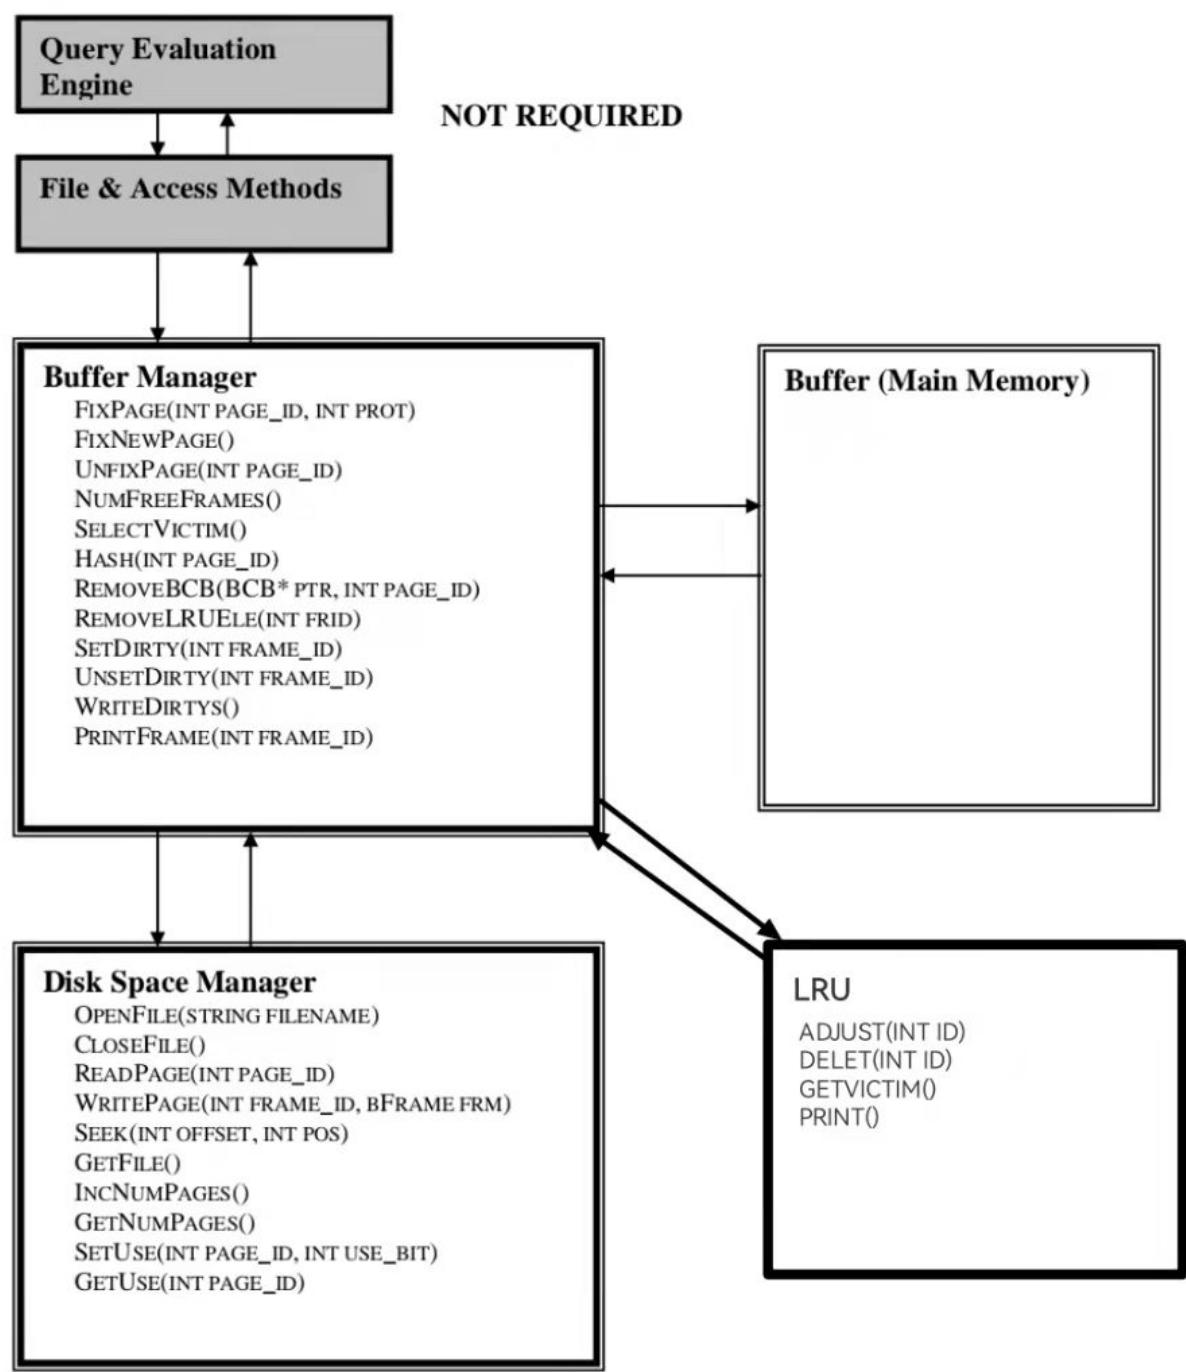 Query Evaluation
Engine
NOT REQUIRED
File & Access Methods
Buffer Manager
FIXPAGE(INT PAGE_ID, INT PROT)
FIXNEWPAGE()
UNFIXPAGE(INT PAGE_ID)
NUMFREEFRAMES()
SELECTVICTIM()
HASH(INT PAGE_ID)
REMOVEBCB(BCB* PTR, INT PAGE_ID)
REMOVELRUELE(INT FRID)
SETDIRTY(INT FRAME_ID)
UNSETDIRTY(INT FRAME_ID)
WRITEDIRTYS()
PRINTFRAME(INT FRAME_ID)
Buffer (Main Memory)
Disk Space Manager
OPENFILE(STRING FILENAME)
CLOSEFILE()
READPAGE(INT PAGE_ID)
WRITEPAGE(INT FRAME_ID, BFRAME FRM)
SEEK(INT OFFSET, INT POS)
GETFILE()
INCNUMPAGES()
GETNUMPAGES()
SETUSE(INT PAGE_ID, INT USE_BIT)
GETUSE(INT PAGE_ID)
LRU
ADJUST(INT ID)
DELET(INT ID)
GETVICTIM()
PRINT()